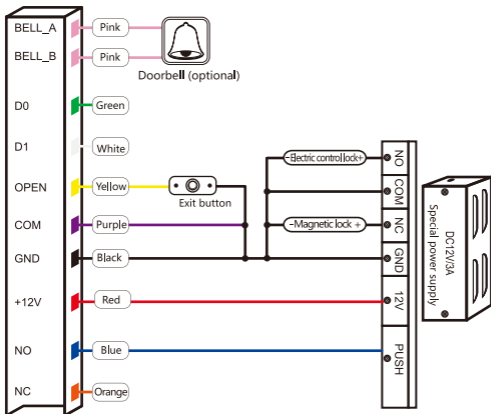 BELL_A Pink
BELL_B Pink
Doorbell (optional)
D0 Green
D1 White
OPEN Yellow
Exit button
COM Purple
GND Black
+12V Red
NO Blue
NC Orange
-Electric control lock+
-Magnetic lock +
NO
COM
NC
GND
12V
PUSH
DC12V/3A
Special power supply